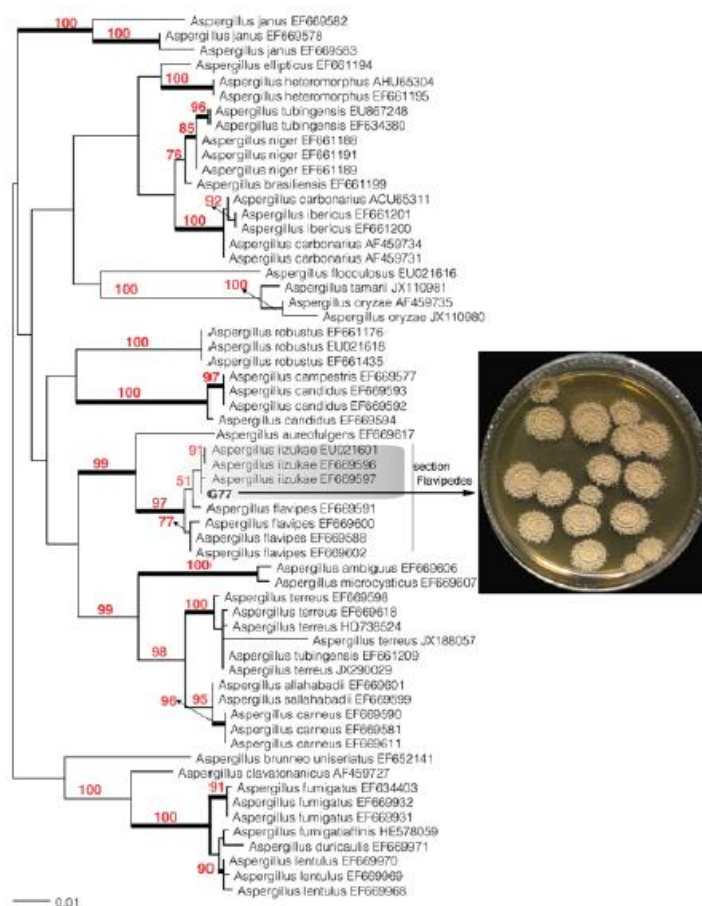 Aspergillus janus EF669582
100
Aspergillus janus EF669578
100
Aspergillus janus EF669583
Aspergillus ellipticus EF661194
100
Aspergillus heteromorphus AHU65304
Aspergillus heteromorphus EF661195
96
Aspergillus tubingensis EU867248
Aspergillus tubingensis EF634380
85
Aspergillus niger EF661188
76
Aspergillus niger EF661191
Aspergillus niger EF661189
Aspergillus brasiliensis EF661199
92
Aspergillus carbonarius ACU65311
Aspergillus ibericus EF661201
100
Aspergillus ibericus EF661200
Aspergillus carbonarius AF459734
Aspergillus carbonarius AF459731
Aspergillus flocculosus EU021616
100
100
Aspergillus tamarii JX110981
Aspergillus oryzae AF459735
Aspergillus oryzae JX110980
Aspergillus robustus EF661176
100
Aspergillus robustus EU021618
Aspergillus robustus EF661435
97
Aspergillus campestris EF669577
100
Aspergillus candidus EF669593
Aspergillus candidus EF669592
Aspergillus candidus EF669594
Aspergillus aureofulgens EF669617
99
91
Aspergillus iizukae EU021601
Aspergillus iizukae EF669596
section
Flavipedes
51
Aspergillus iizukae EF669597
97
G77
Aspergillus flavipes EF669591
77
Aspergillus flavipes EF669600
Aspergillus flavipes EF669588
Aspergillus flavipes EF669602
100
Aspergillus ambiguus EF669606
Aspergillus microcysticus EF669607
99
Aspergillus terreus EF669598
100
Aspergillus terreus EF669618
Aspergillus terreus HQ738524
98
Aspergillus terreus JX188057
Aspergillus tubingensis EF661209
Aspergillus terreus JX290029
Aspergillus allahabadii EF669601
96
95
Aspergillus sallahabadii EF669599
Aspergillus carneus EF669590
Aspergillus carneus EF669581
Aspergillus carneus EF669611
Aspergillus brunneo uniseriatus EF652141
100
Aspergillus clavatonanicus AF459727
91
Aspergillus fumigatus EF634403
100
Aspergillus fumigatus EF669932
Aspergillus fumigatus EF669931
Aspergillus fumigatiaffinis HE578059
Aspergillus duricaulis EF669971
90
Aspergillus lentulus EF669970
Aspergillus lentulus EF669969
Aspergillus lentulus EF669968
0.01